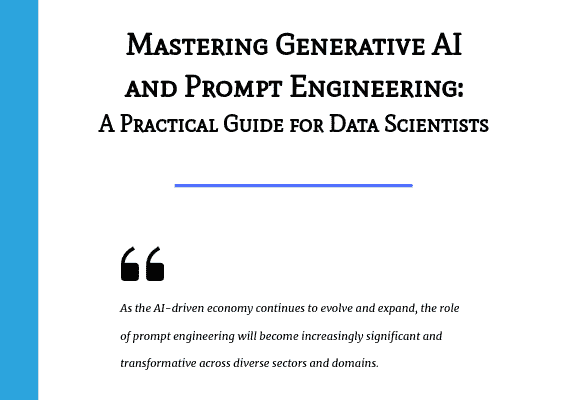 Mastering Generative AI
and Prompt Engineering:
A Practical Guide for Data Scientists
❝
As the AI-driven economy continues to evolve and expand, the role
of prompt engineering will become increasingly significant and
transformative across diverse sectors and domains.